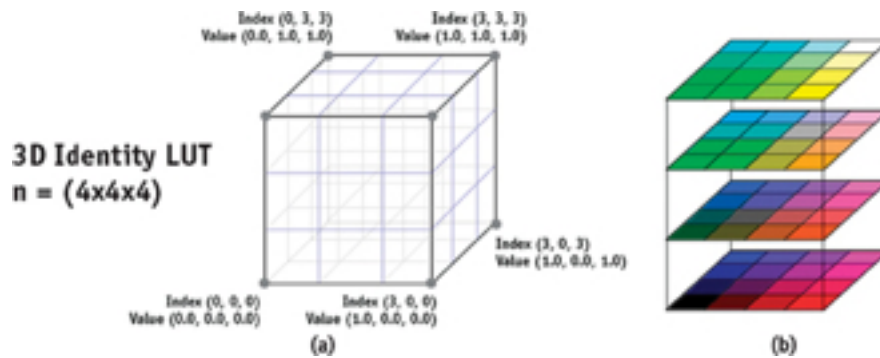 Index (0, 3, 3)
Value (0.0, 1.0, 1.0)
Index (3, 3, 3)
Value (1.0, 1.0, 1.0)
3D Identity LUT
n = (4x4x4)
Index (3, 0, 3)
Value (1.0, 0.0, 1.0)
Index (0, 0, 0)
Value (0.0, 0.0, 0.0)
Index (3, 0, 0)
Value (1.0, 0.0, 0.0)
(a)
(b)